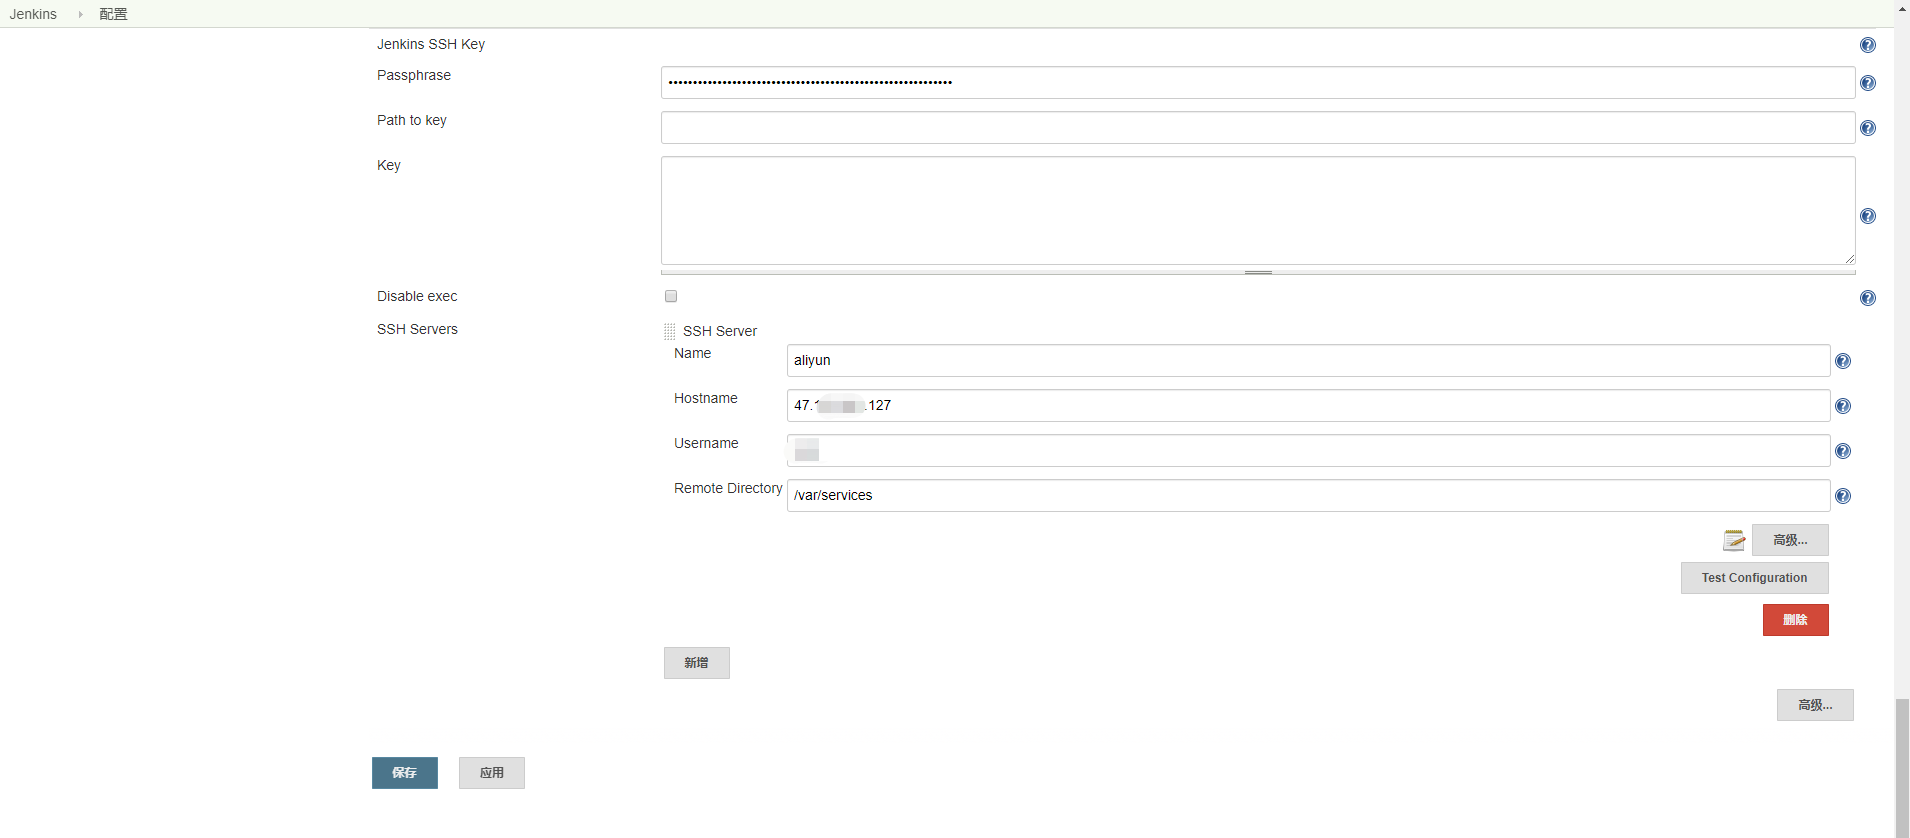 Jenkins 配置
Jenkins SSH Key
Passphrase
Path to key
Key
Disable exec
SSH Servers
SSH Server
Name aliyun
Hostname 47. .127
Username
Remote Directory /var/services
高级...
Test Configuration
删除
新增
高级...
保存 应用